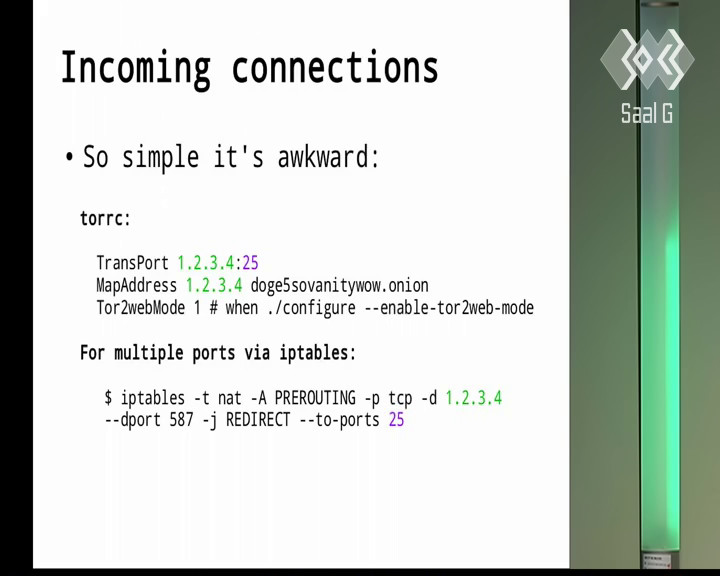 Incoming connections
• So simple it's awkward:
torrc:
TransPort 1.2.3.4:25
MapAddress 1.2.3.4 doge5sovanitywow.onion
Tor2webMode 1 # when ./configure --enable-tor2web-mode
For multiple ports via iptables:
$ iptables -t nat -A PREROUTING -p tcp -d 1.2.3.4
--dport 587 -j REDIRECT --to-ports 25
Saal G